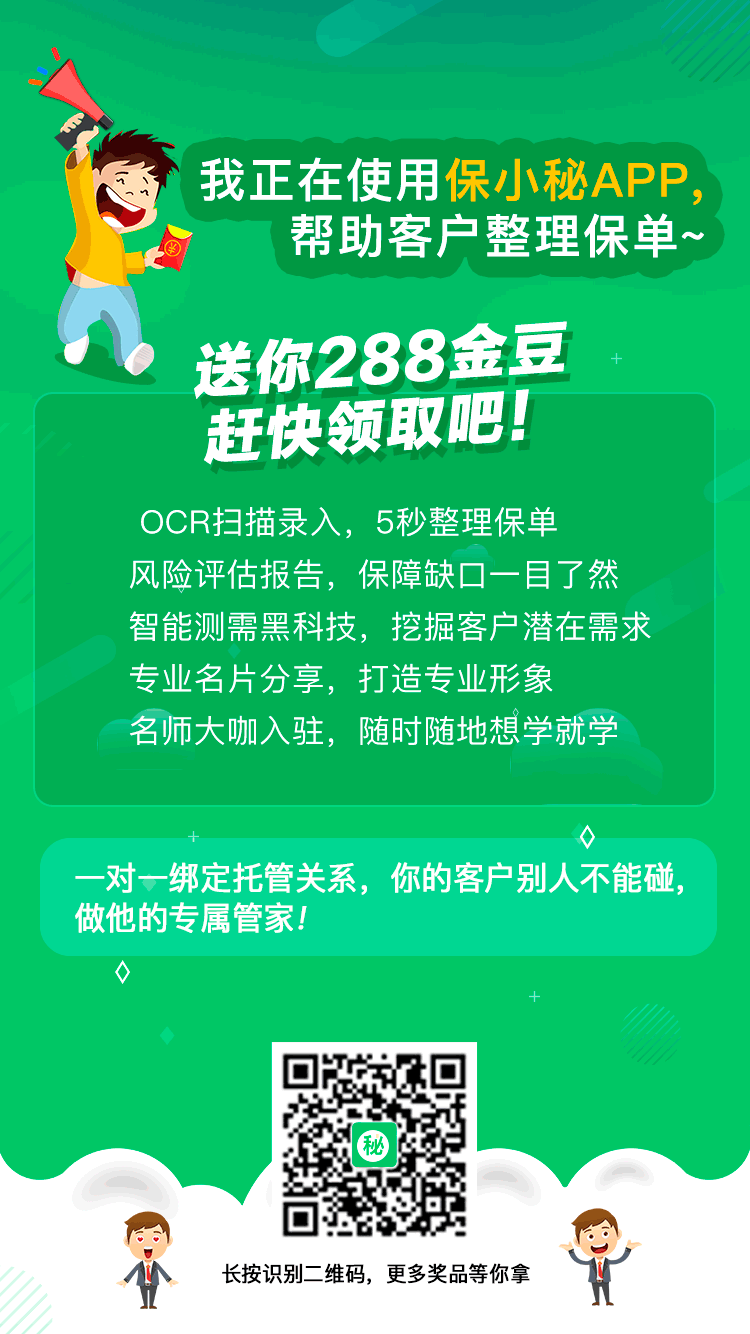 我正在使用保小秘APP,
帮助客户整理保单~
送你288金豆
赶快领取吧!
OCR扫描录入，5秒整理保单
风险评估报告，保障缺口一目了然
智能测需黑科技，挖掘客户潜在需求
专业名片分享，打造专业形象
名师大咖入驻，随时随地想学就学
一对一绑定托管关系，你的客户别人不能碰，
做他的专属管家!
秘
长按识别二维码，更多奖品等你拿